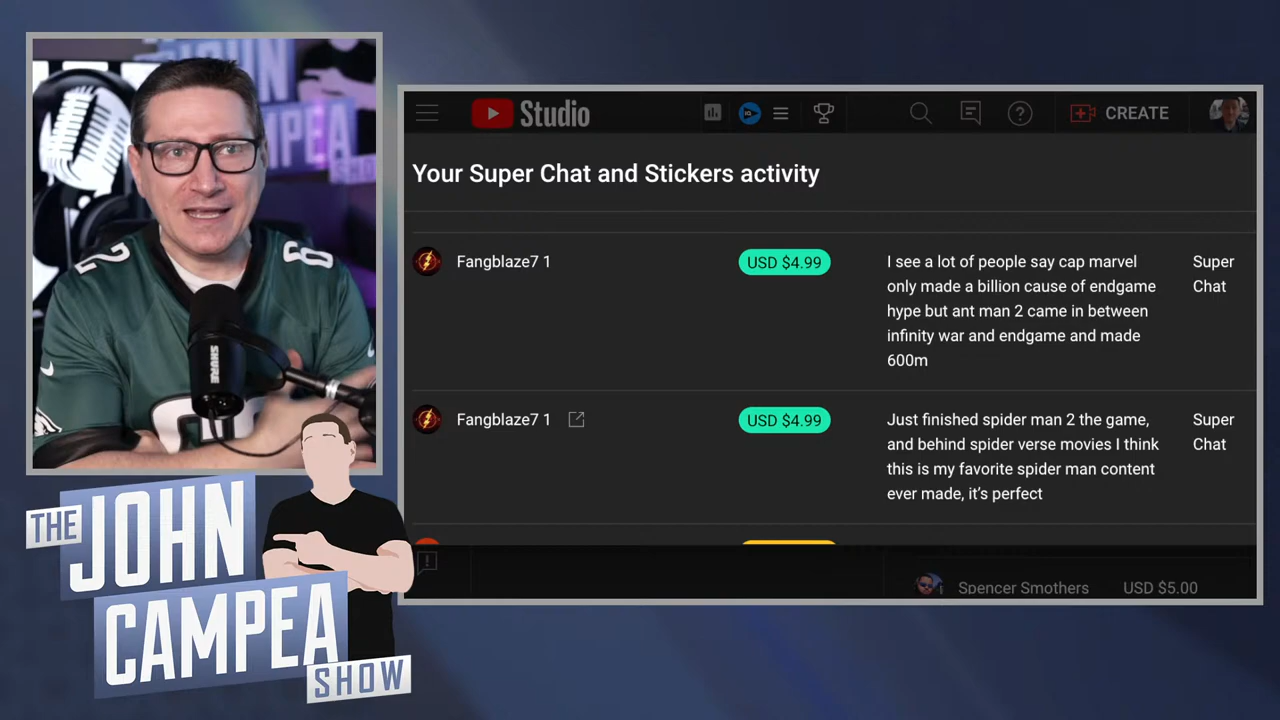 Studio
CREATE
Your Super Chat and Stickers activity
Fangblaze7 1
USD $4.99
I see a lot of people say cap marvel
only made a billion cause of endgame
hype but ant man 2 came in between
infinity war and endgame and made
600m
Super
Chat
Fangblaze7 1
USD $4.99
Just finished spider man 2 the game,
and behind spider verse movies I think
this is my favorite spider man content
ever made, it's perfect
Super
Chat
Spencer Smothers
USD $5.00
SHURE
THE
JOHN
CAMPEA
SHOW